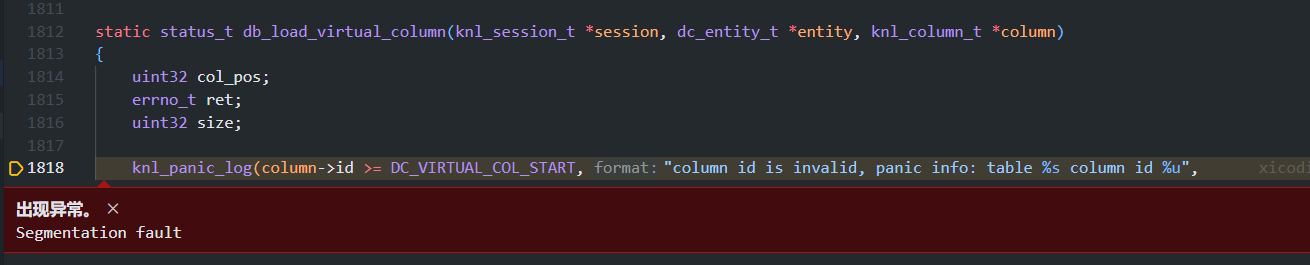 1811
1812 static status_t db_load_virtual_column(knl_session_t *session, dc_entity_t *entity, knl_column_t *column)
1813 {
1814 uint32 col_pos;
1815 errno_t ret;
1816 uint32 size;
1817
1818 knl_panic_log(column->id >= DC_VIRTUAL_COL_START, format: "column id is invalid, panic info: table %s column id %u", xicodi
出现异常。 ×
Segmentation fault